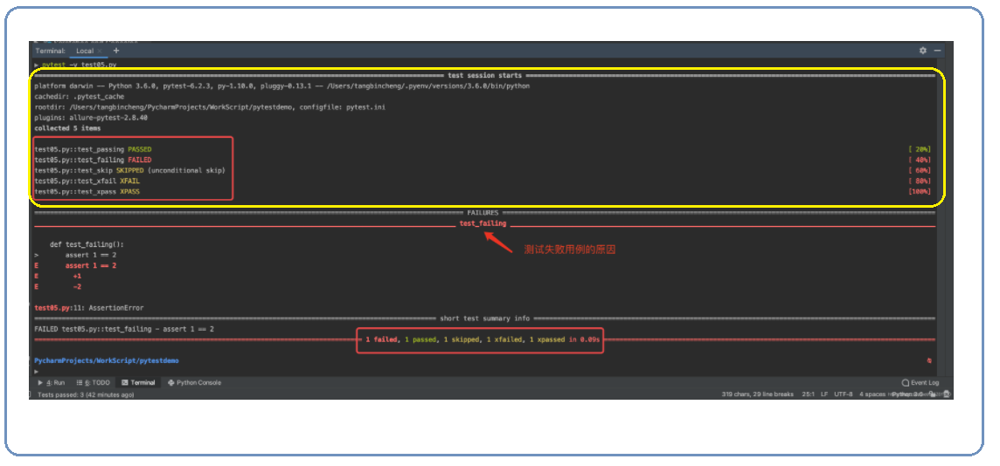 Terminal: Local × +
▶ pytest -v test05.py
test session starts
platform darwin -- Python 3.6.0, pytest-6.2.3, py-1.10.0, pluggy-0.13.1 -- /Users/tangbincheng/.pyenv/versions/3.6.0/bin/python
cachedir: .pytest_cache
rootdir: /Users/tangbincheng/PycharmProjects/WorkScript/pytestdemo, configfile: pytest.ini
plugins: allure-pytest-2.8.40
collected 5 items
test05.py::test_passing PASSED [ 20%]
test05.py::test_failing FAILED [ 40%]
test05.py::test_skip SKIPPED (unconditional skip) [ 60%]
test05.py::test_xfail XFAIL [ 80%]
test05.py::test_xpass XPASS [100%]
FAILURES
test_failing
测试失败用例的原因
def test_failing():
> assert 1 == 2
E assert 1 == 2
E +1
E -2
test05.py:11: AssertionError
short test summary info
FAILED test05.py::test_failing - assert 1 == 2
1 failed, 1 passed, 1 skipped, 1 xfailed, 1 xpassed in 0.09s
PycharmProjects/WorkScript/pytestdemo
▶
4: Run 6: TODO Terminal Python Console Event Log
Tests passed: 3 (42 minutes ago) 319 chars, 29 line breaks 25:1 LF UTF-8 4 spaces